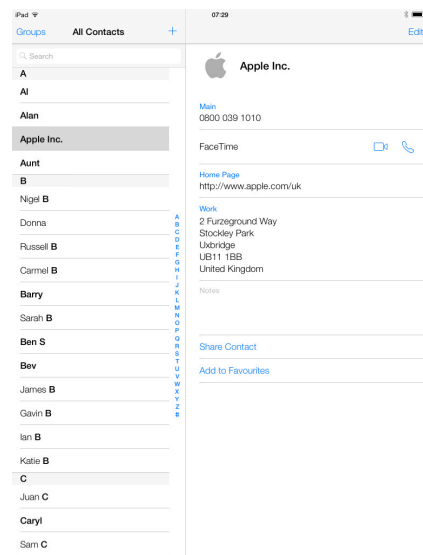 iPad
07:29
Groups
All Contacts
+
Edit
Search
A
Al
Alan
Apple Inc.
Aunt
B
Nigel B
Donna
Russell B
Carmel B
Barry
Sarah B
Ben S
Bev
James B
Gavin B
Ian B
Katie B
C
Juan C
Caryl
Sam C
A
B
C
D
E
F
G
H
I
J
K
L
M
N
O
P
Q
R
S
T
U
V
W
X
Y
Z
#
Apple Inc.
Main
0800 039 1010
FaceTime
Home Page
http://www.apple.com/uk
Work
2 Furzeground Way
Stockley Park
Uxbridge
UB11 1BB
United Kingdom
Notes
Share Contact
Add to Favourites